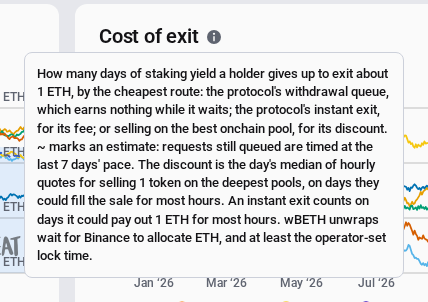 Cost of exit
How many days of staking yield a holder gives up to exit about
1 ETH, by the cheapest route: the protocol's withdrawal queue,
which earns nothing while it waits; the protocol's instant exit,
for its fee; or selling on the best onchain pool, for its discount.
~ marks an estimate: requests still queued are timed at the
last 7 days' pace. The discount is the day's median of hourly
quotes for selling 1 token on the deepest pools, on days they
could fill the sale for most hours. An instant exit counts on
days it could pay out 1 ETH for most hours. wBETH unwraps
wait for Binance to allocate ETH, and at least the operator-set
lock time.
ETH
ETH
ETH
ETH
Jan '26 Mar '26 May '26 Jul '26